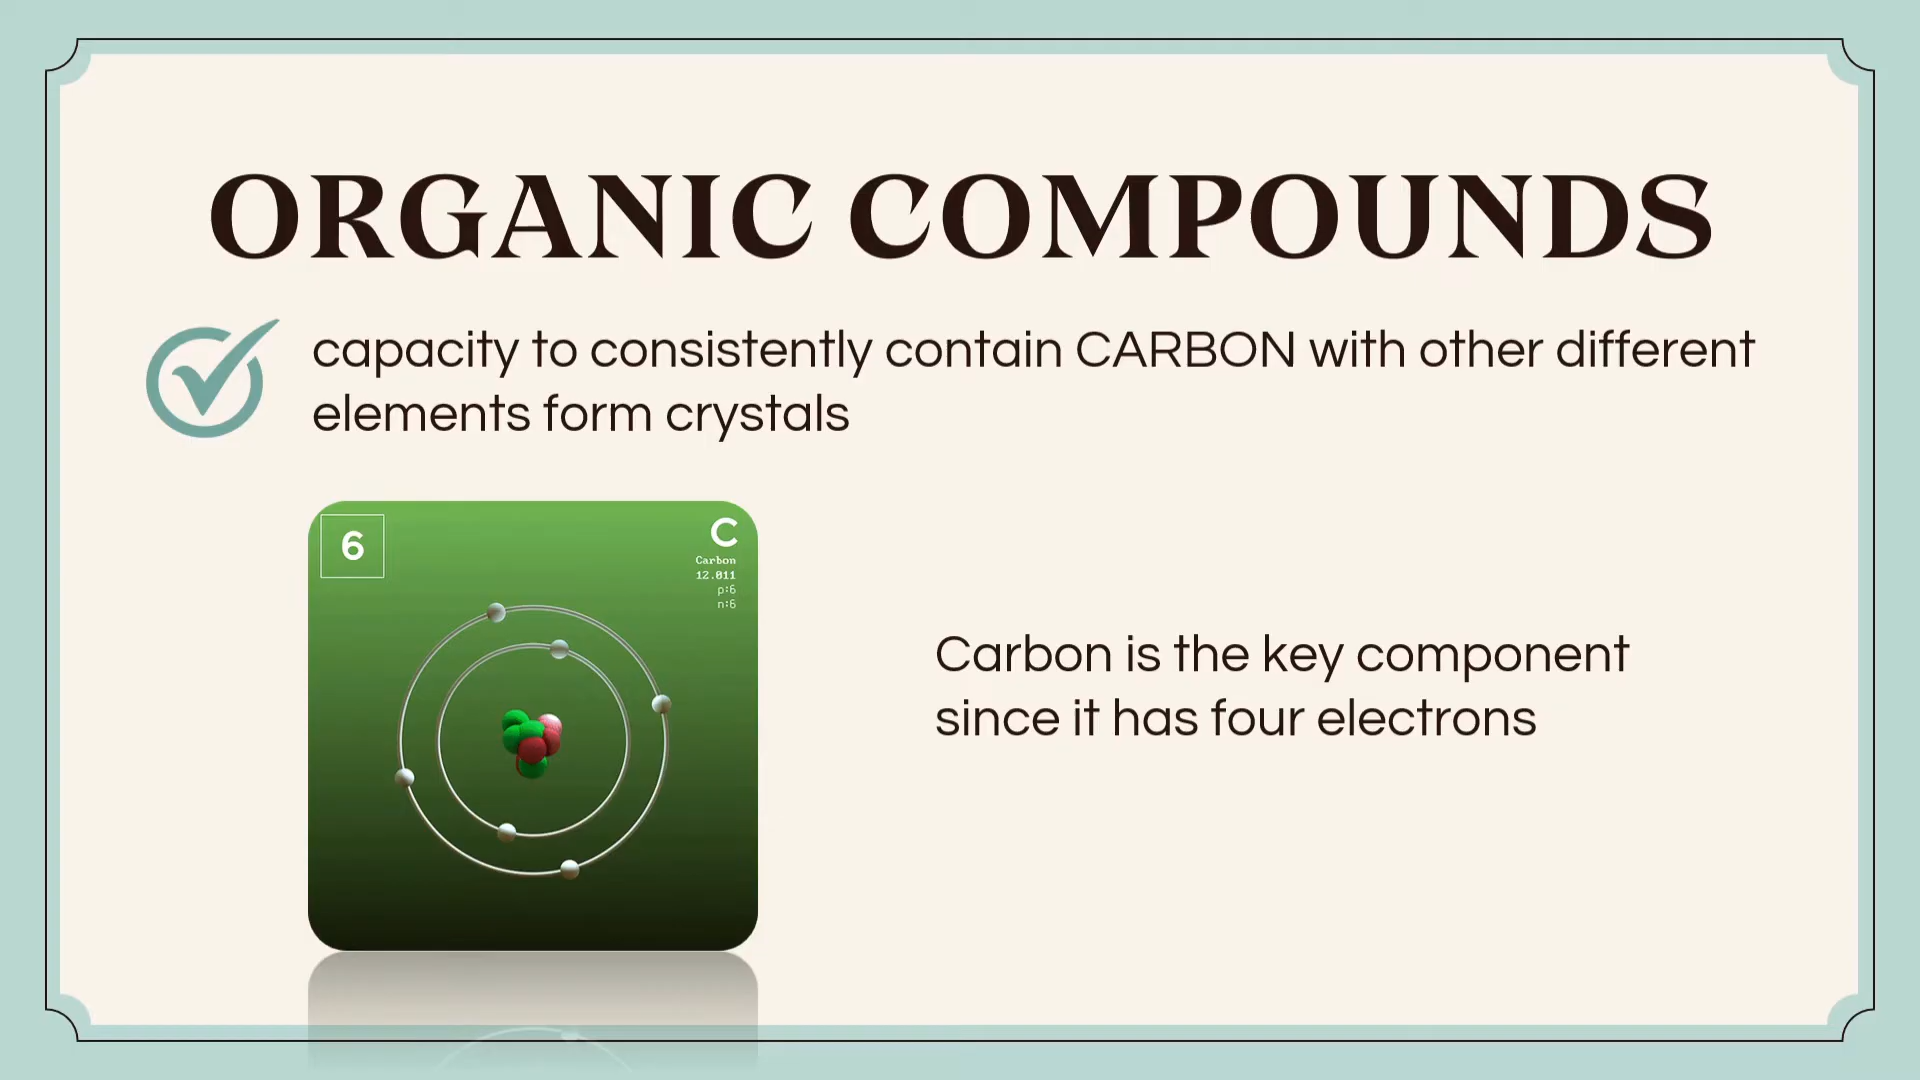 ORGANIC COMPOUNDS
capacity to consistently contain CARBON with other different
elements form crystals
6
C
Carbon
12.011
p:6
n:6
Carbon is the key component
since it has four electrons